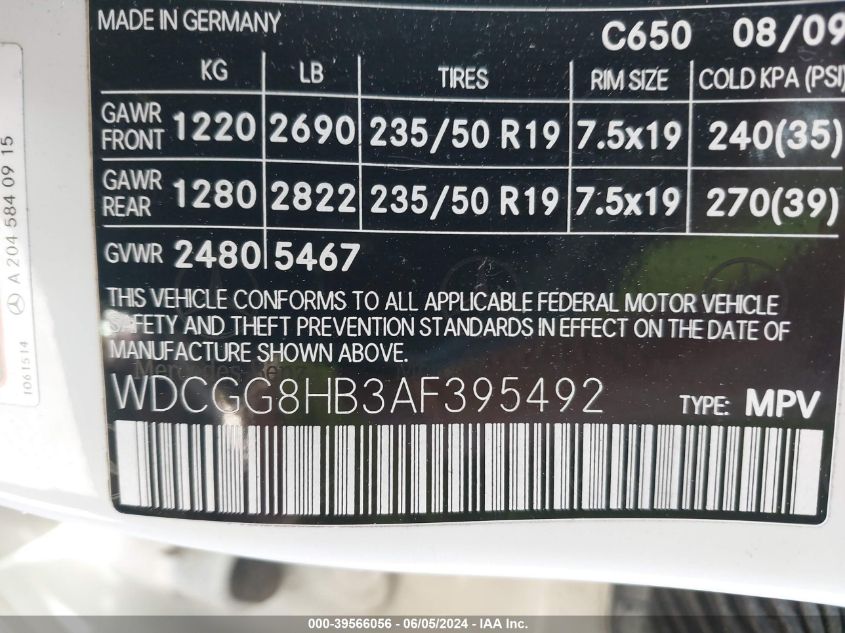 MADE IN GERMANY C650 08/09
KG LB TIRES RIM SIZE COLD KPA (PSI)
GAWR FRONT 1220 2690 235/50 R19 7.5x19 240(35)
GAWR REAR 1280 2822 235/50 R19 7.5x19 270(39)
GVWR 2480 5467
THIS VEHICLE CONFORMS TO ALL APPLICABLE FEDERAL MOTOR VEHICLE
SAFETY AND THEFT PREVENTION STANDARDS IN EFFECT ON THE DATE OF
MANUFACTURE SHOWN ABOVE.
Mercedes-Benz
WDCGG8HB3AF395492 TYPE: MPV
A 204 584 09 15
1061514
000-39566056 - 06/05/2024 - IAA Inc.